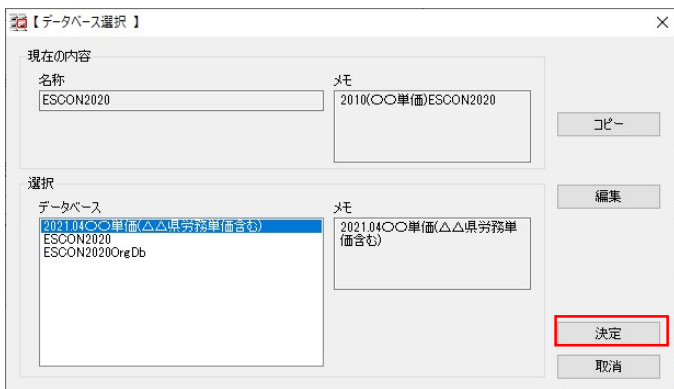 【 データベース選択 】
現在の内容
名称
ESCON2020
メモ
2010(〇〇単価)ESCON2020
コピー
選択
データベース
2021.04〇〇単価(△△県労務単価含む)
ESCON2020
ESCON2020OrgDb
メモ
2021.04〇〇単価(△△県労務単
価含む)
編集
決定
取消